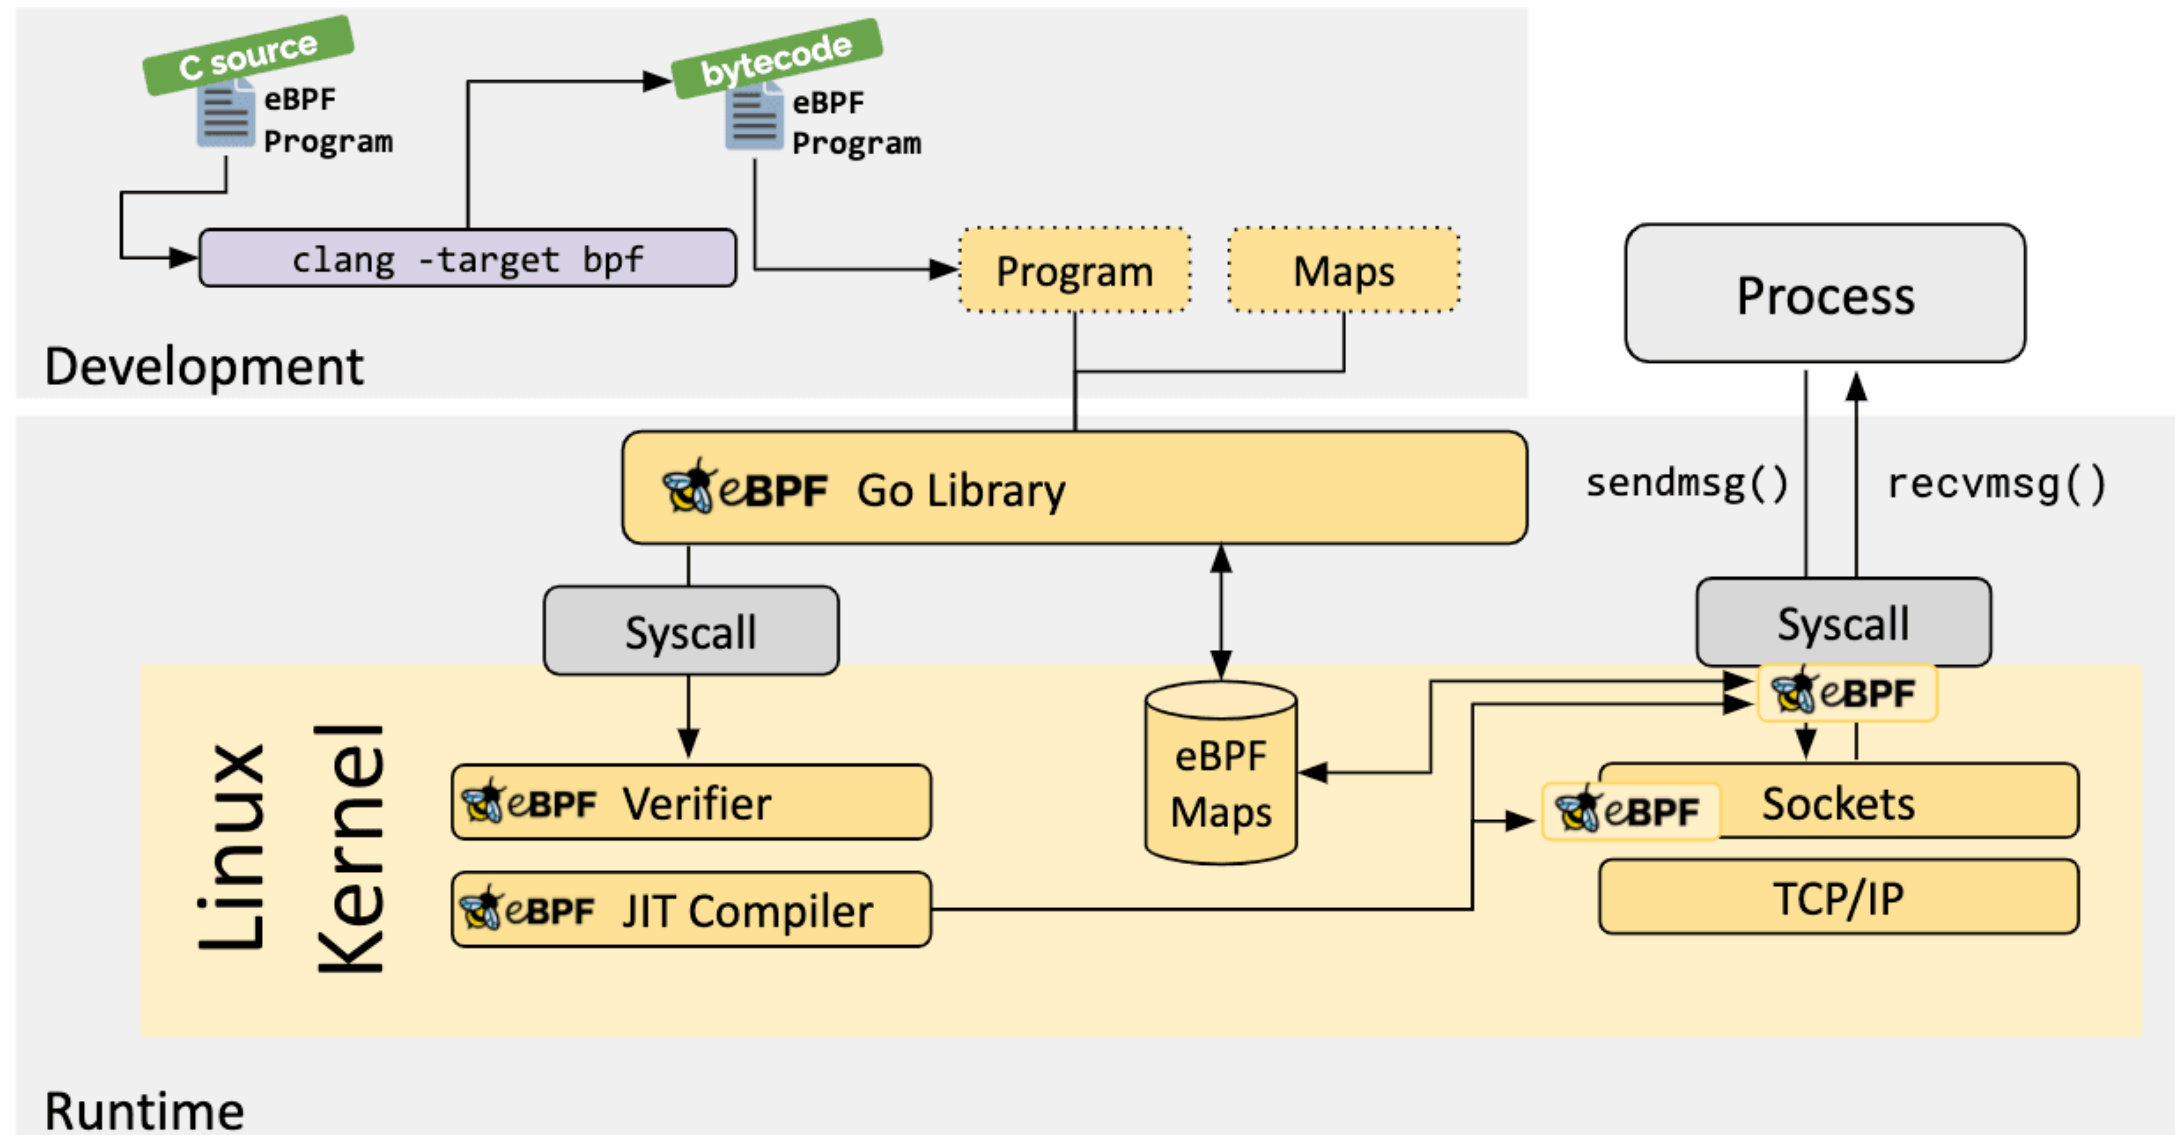 C source
eBPF
Program
bytecode
eBPF
Program
clang -target bpf
Program
Maps
Development
Process
sendmsg()
recvmsg()
eBPF Go Library
Syscall
Syscall
eBPF
Linux
Kernel
eBPF Verifier
eBPF
Maps
eBPF
Sockets
eBPF JIT Compiler
TCP/IP
Runtime